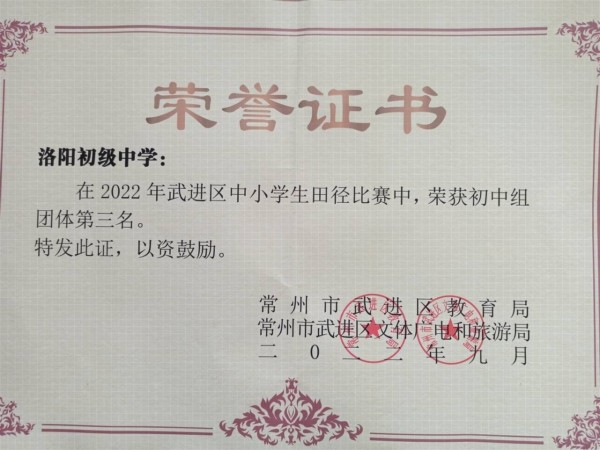 荣誉证书
洛阳初级中学：
在2022年武进区中小学生田径比赛中，荣获初中组
团体第三名。
特发此证，以资鼓励。
常州市武进区教育局
常州市武进区文体广电和旅游局
二〇二二年九月